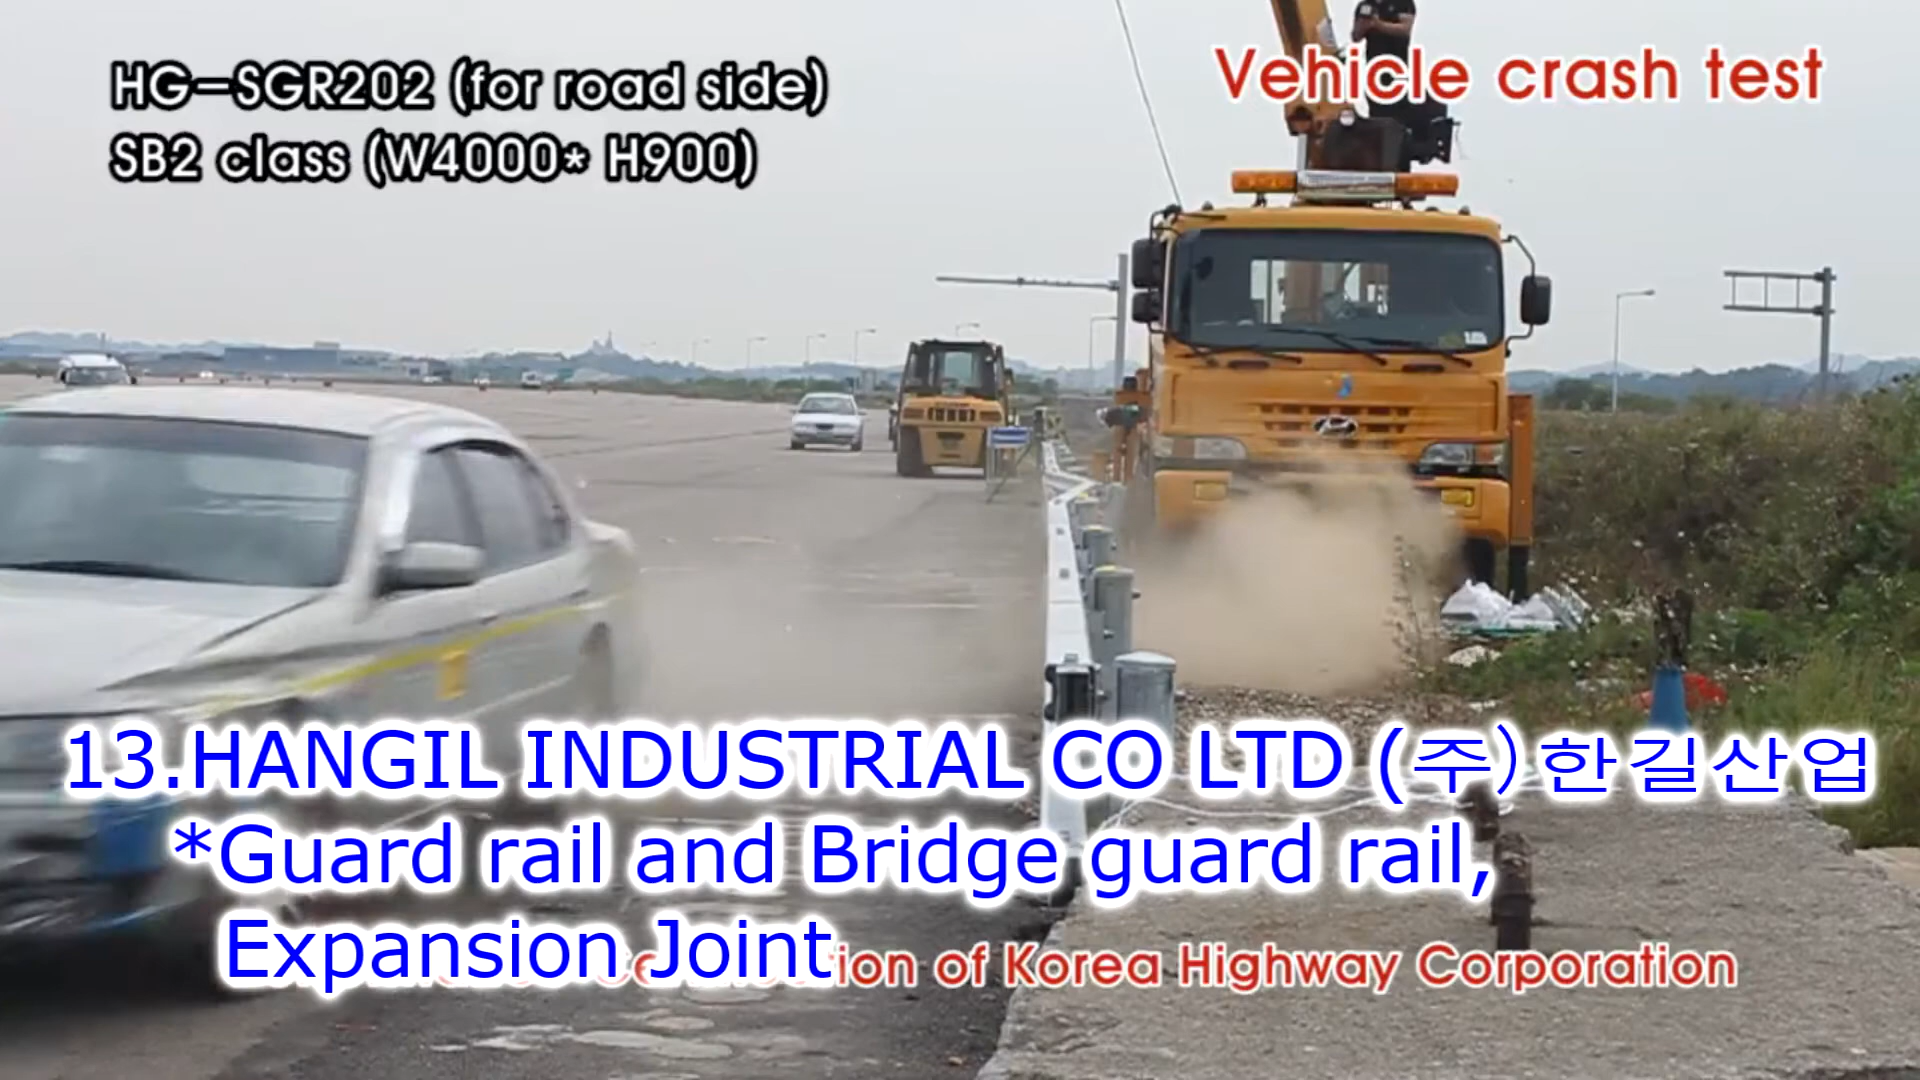 HG-SGR202 (for road side)
SB2 class (W4000* H900)
Vehicle crash test
13.HANGIL INDUSTRIAL CO LTD (주)한길산업
*Guard rail and Bridge guard rail,
Expansion Joint
of Korea Highway Corporation